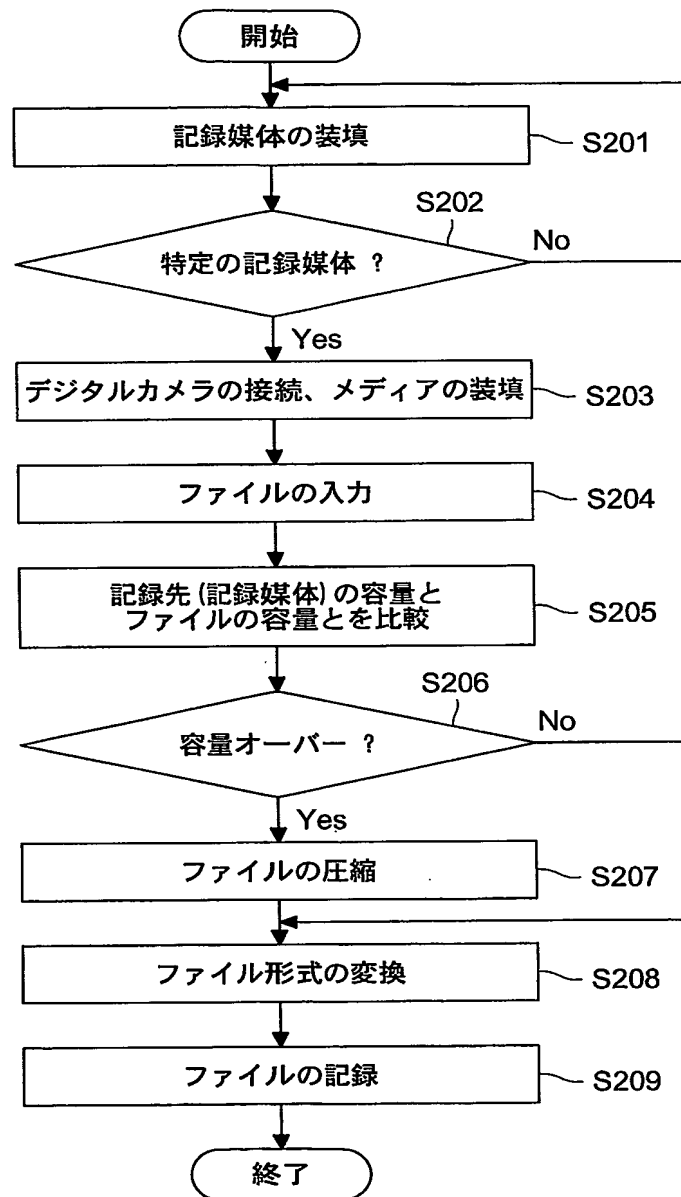 開始
記録媒体の装填
S201
S202
特定の記録媒体 ?
No
Yes
デジタルカメラの接続、メディアの装填
S203
ファイルの入力
S204
記録先(記録媒体)の容量と
ファイルの容量とを比較
S205
S206
容量オーバー ?
No
Yes
ファイルの圧縮
S207
ファイル形式の変換
S208
ファイルの記録
S209
終了